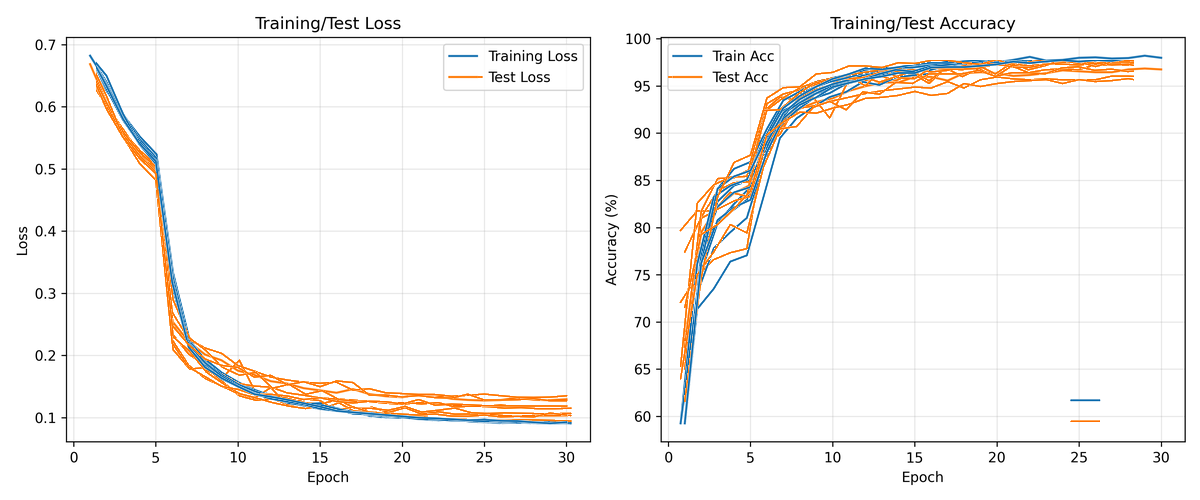 Training/Test Loss
Training Loss
Test Loss
0.7
0.6
0.5
0.4
0.3
0.2
0.1
Loss
0 5 10 15 20 25 30
Epoch
Training/Test Accuracy
Train Acc
Test Acc
100
95
90
85
80
75
70
65
60
Accuracy (%)
0 5 10 15 20 25 30
Epoch